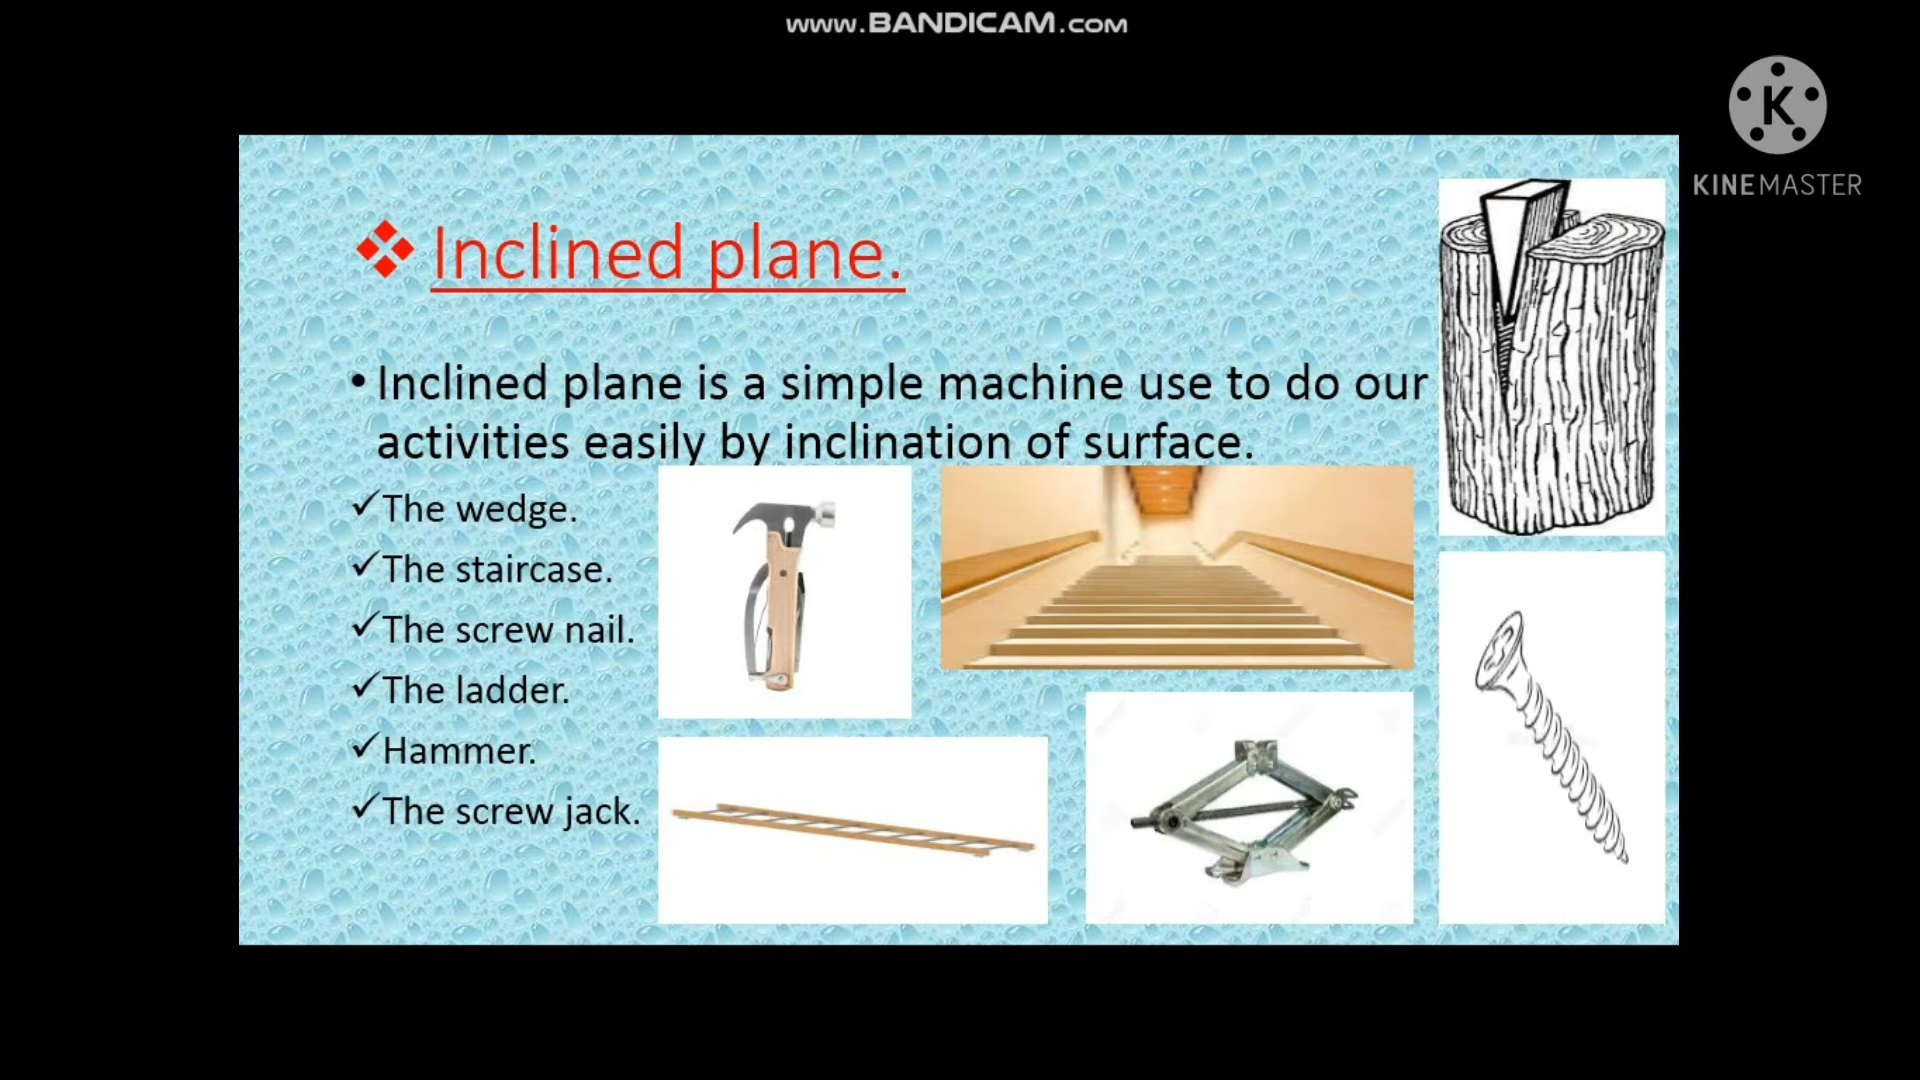 www.BANDICAM.COM
K
KINEMASTER
Inclined plane.
• Inclined plane is a simple machine use to do our
activities easily by inclination of surface.
✓The wedge.
✓The staircase.
✓The screw nail.
✓The ladder.
✓Hammer.
✓The screw jack.